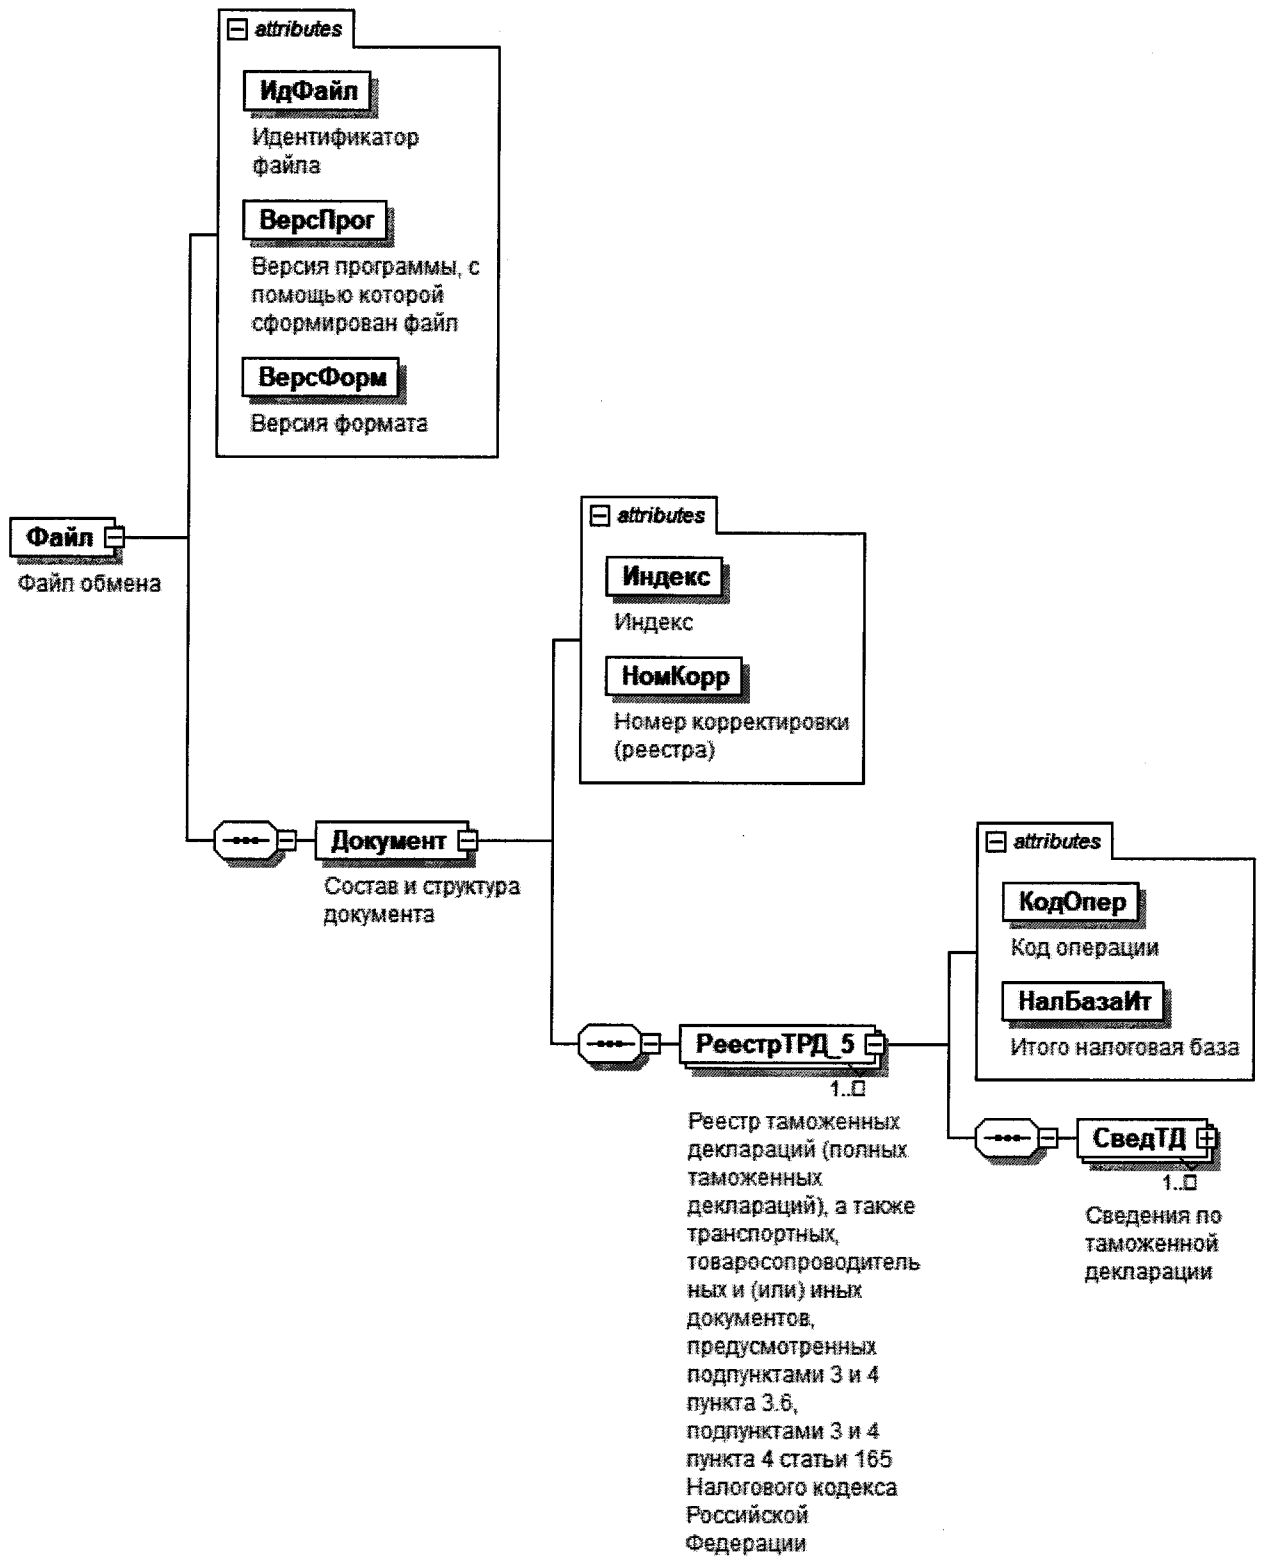 attributes
ИдФайл
Идентификатор
файла
ВерсПрог
Версия программы, с
помощью которой
сформирован файл
ВерсФорм
Версия формата
Файл
Файл обмена
attributes
Индекс
Индекс
НомКорр
Номер корректировки
(реестра)
Документ
Состав и структура
документа
attributes
КодОпер
Код операции
НалБазаИт
Итого налоговая база
РеестрТРД_5
1..
Реестр таможенных
деклараций (полных
таможенных
деклараций), а также
транспортных,
товаросопроводитель
ных и (или) иных
документов,
предусмотренных
подпунктами 3 и 4
пункта 3.6,
подпунктами 3 и 4
пункта 4 статьи 165
Налогового кодекса
Российской
Федерации
СведТД
1..
Сведения по
таможенной
декларации